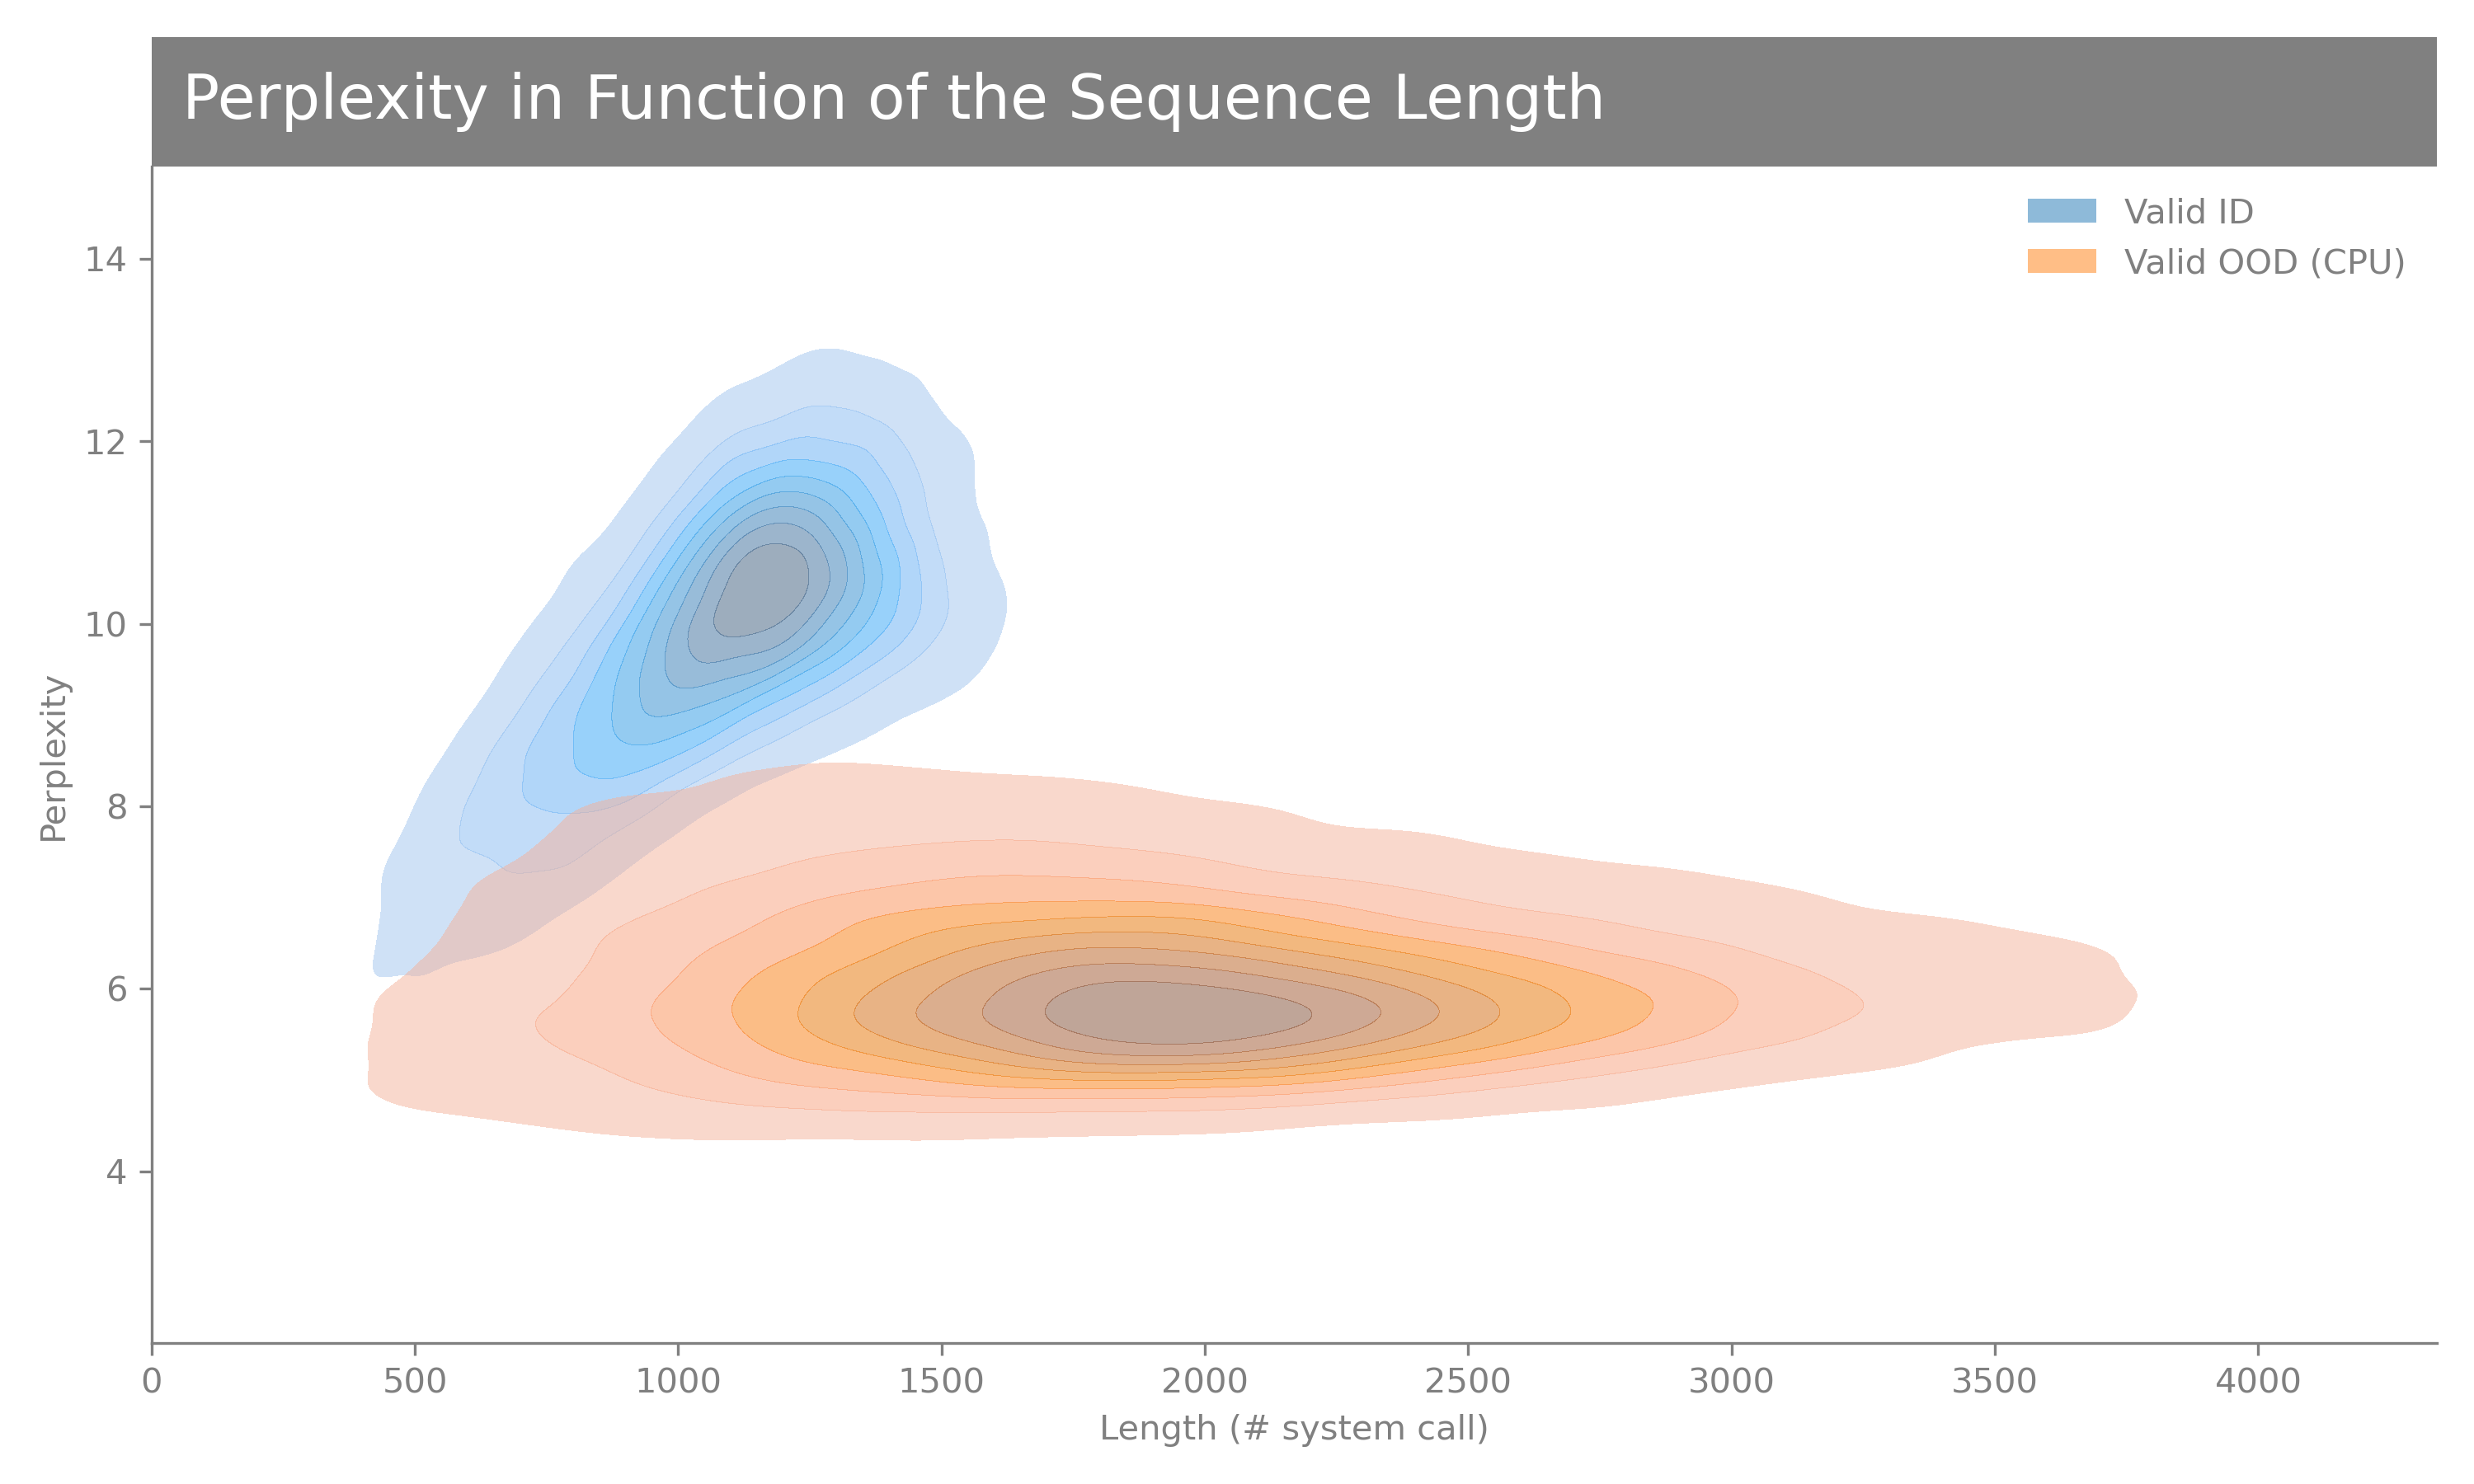 Perplexity in Function of the Sequence Length
Valid ID
Valid OOD (CPU)
14
12
10
8
6
4
Perplexity
0 500 1000 1500 2000 2500 3000 3500 4000
Length (# system call)